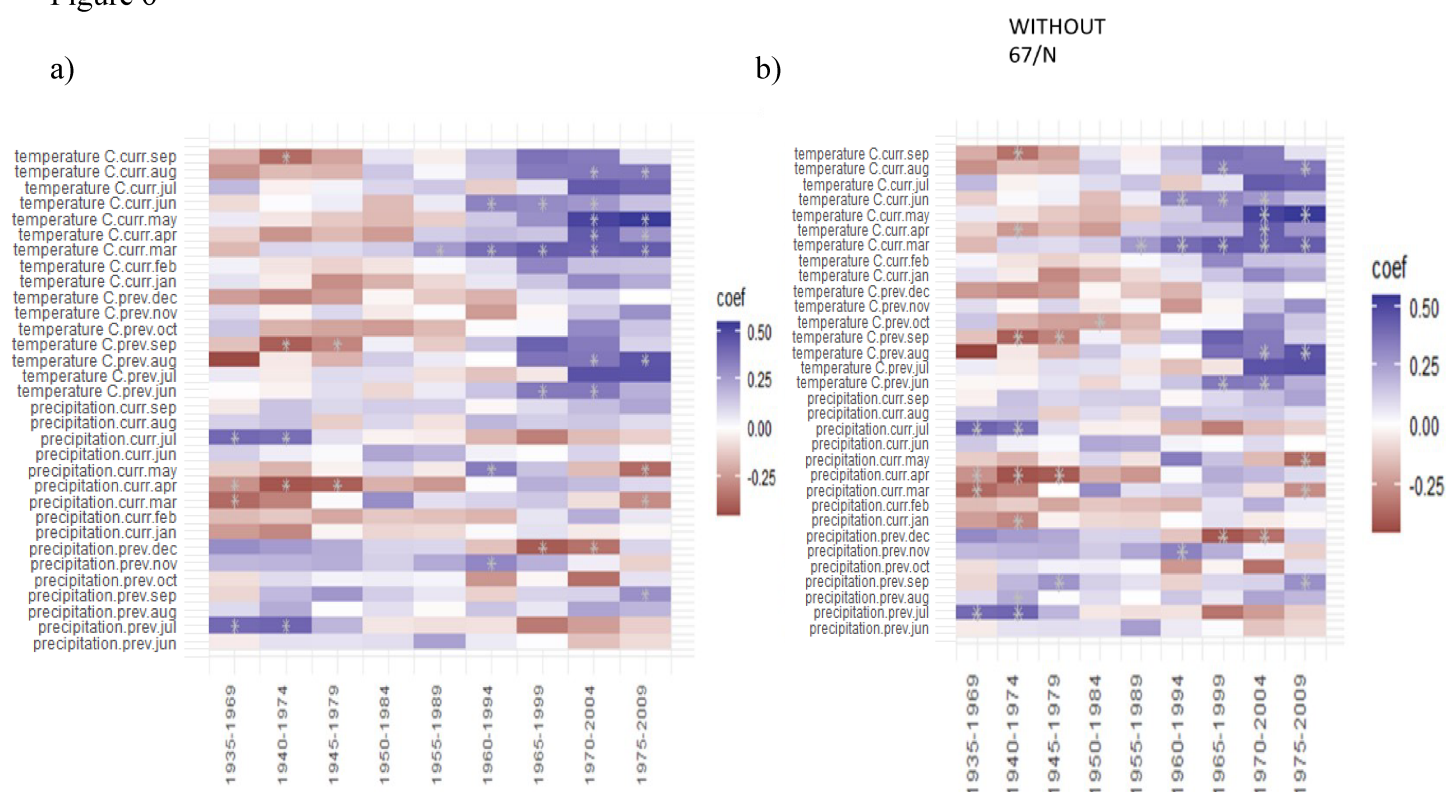 Figure 6
a)
temperature C.curr.sep
temperature C.curr.aug
temperature C.curr.jul
temperature C.curr.jun
temperature C.curr.may
temperature C.curr.apr
temperature C.curr.mar
temperature C.curr.feb
temperature C.curr.jan
temperature C.prev.dec
temperature C.prev.nov
temperature C.prev.oct
temperature C.prev.sep
temperature C.prev.aug
temperature C.prev.jul
temperature C.prev.jun
precipitation.curr.sep
precipitation.curr.aug
precipitation.curr.jul
precipitation.curr.jun
precipitation.curr.may
precipitation.curr.apr
precipitation.curr.mar
precipitation.curr.feb
precipitation.curr.jan
precipitation.prev.dec
precipitation.prev.nov
precipitation.prev.oct
precipitation.prev.sep
precipitation.prev.aug
precipitation.prev.jul
precipitation.prev.jun
1935-1969
1940-1974
1945-1979
1950-1984
1955-1989
1960-1994
1965-1999
1970-2004
1975-2009
coef
0.50
0.25
0.00
-0.25
b)
WITHOUT
67/N
temperature C.curr.sep
temperature C.curr.aug
temperature C.curr.jul
temperature C.curr.jun
temperature C.curr.may
temperature C.curr.apr
temperature C.curr.mar
temperature C.curr.feb
temperature C.curr.jan
temperature C.prev.dec
temperature C.prev.nov
temperature C.prev.oct
temperature C.prev.sep
temperature C.prev.aug
temperature C.prev.jul
temperature C.prev.jun
precipitation.curr.sep
precipitation.curr.aug
precipitation.curr.jul
precipitation.curr.jun
precipitation.curr.may
precipitation.curr.apr
precipitation.curr.mar
precipitation.curr.feb
precipitation.curr.jan
precipitation.prev.dec
precipitation.prev.nov
precipitation.prev.oct
precipitation.prev.sep
precipitation.prev.aug
precipitation.prev.jul
precipitation.prev.jun
1935-1969
1940-1974
1945-1979
1950-1984
1955-1989
1960-1994
1965-1999
1970-2004
1975-2009
coef
0.50
0.25
0.00
-0.25